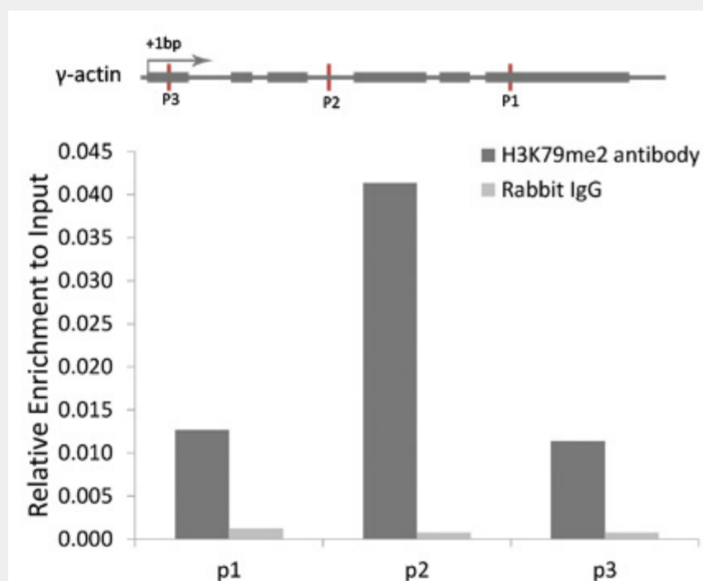 +1bp
γ-actin
P3
P2
P1
Relative Enrichment to Input
0.045
0.040
0.035
0.030
0.025
0.020
0.015
0.010
0.005
0.000
H3K79me2 antibody
Rabbit IgG
p1
p2
p3